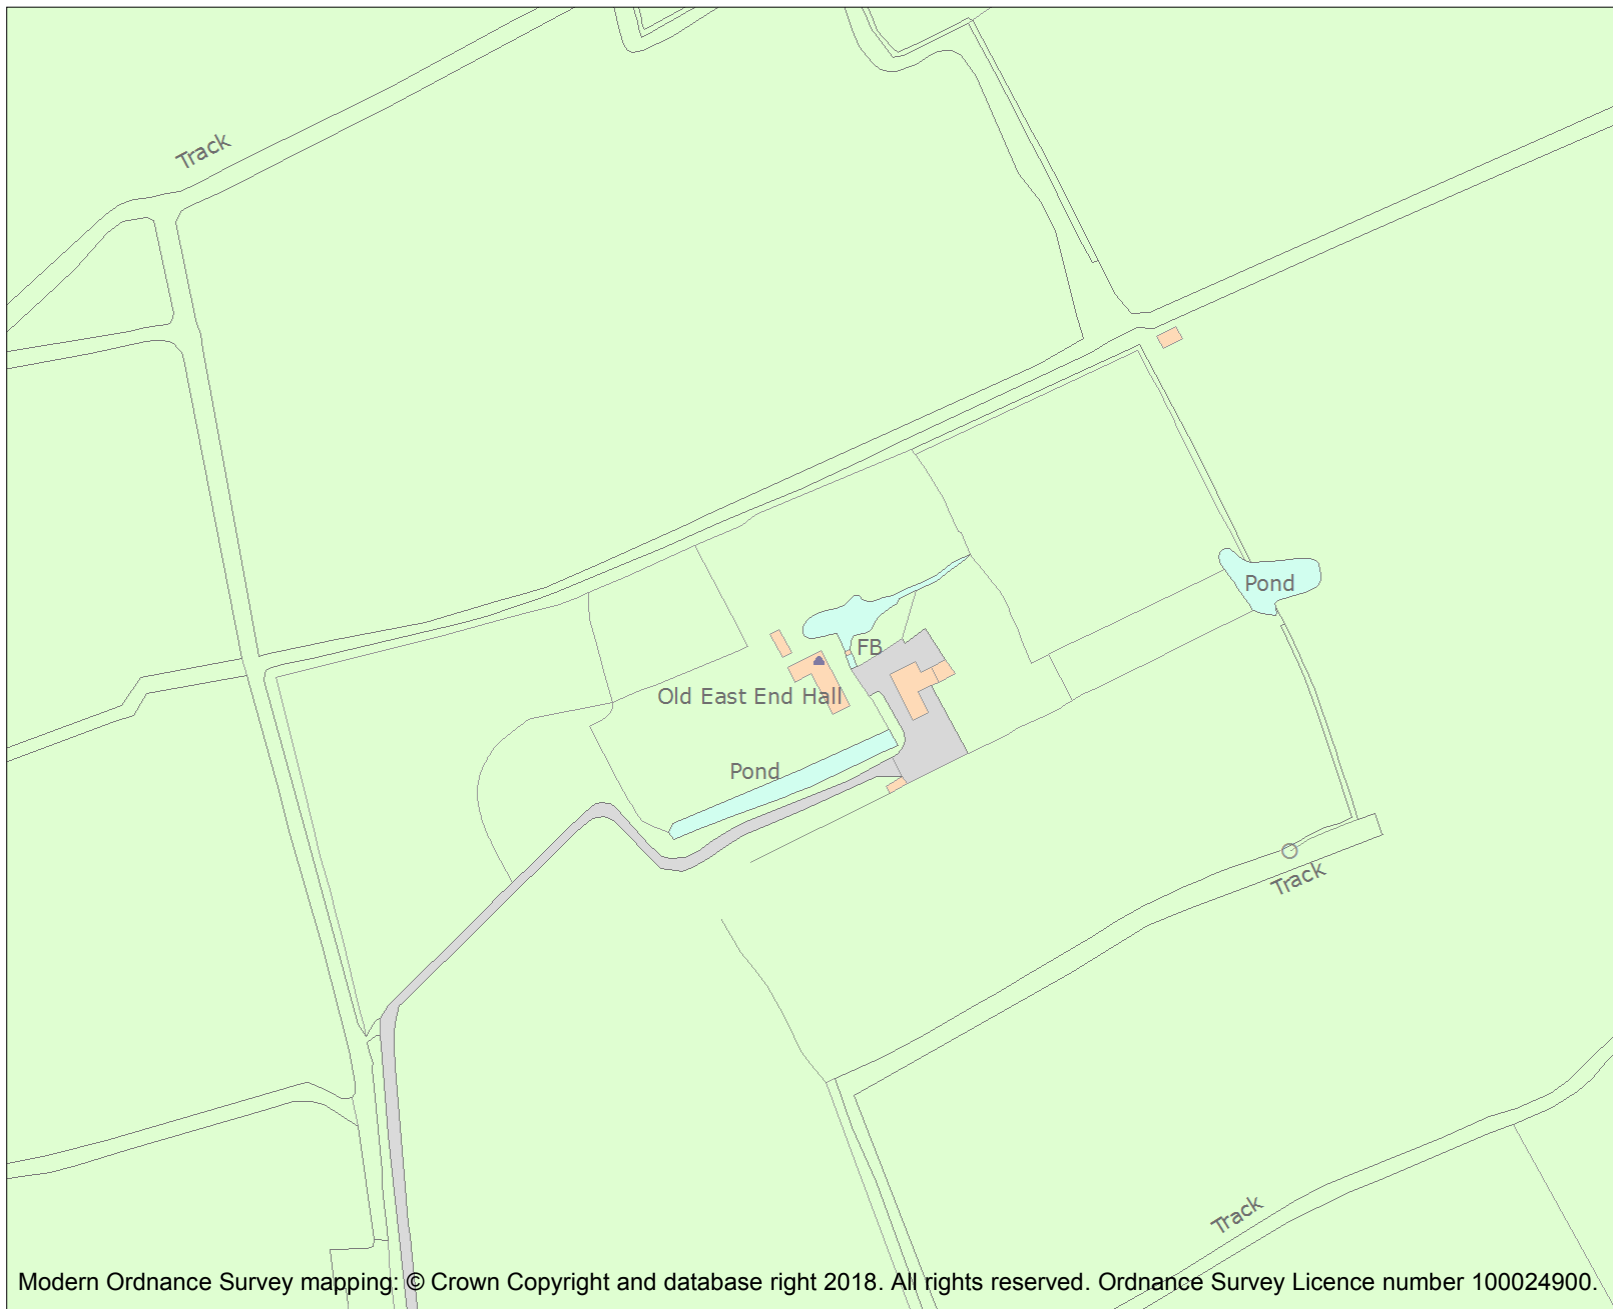 Track
Pond
FB
Old East End Hall
Pond
Track
Track
Modern Ordnance Survey mapping: © Crown Copyright and database right 2018. All rights reserved. Ordnance Survey Licence number 100024900.